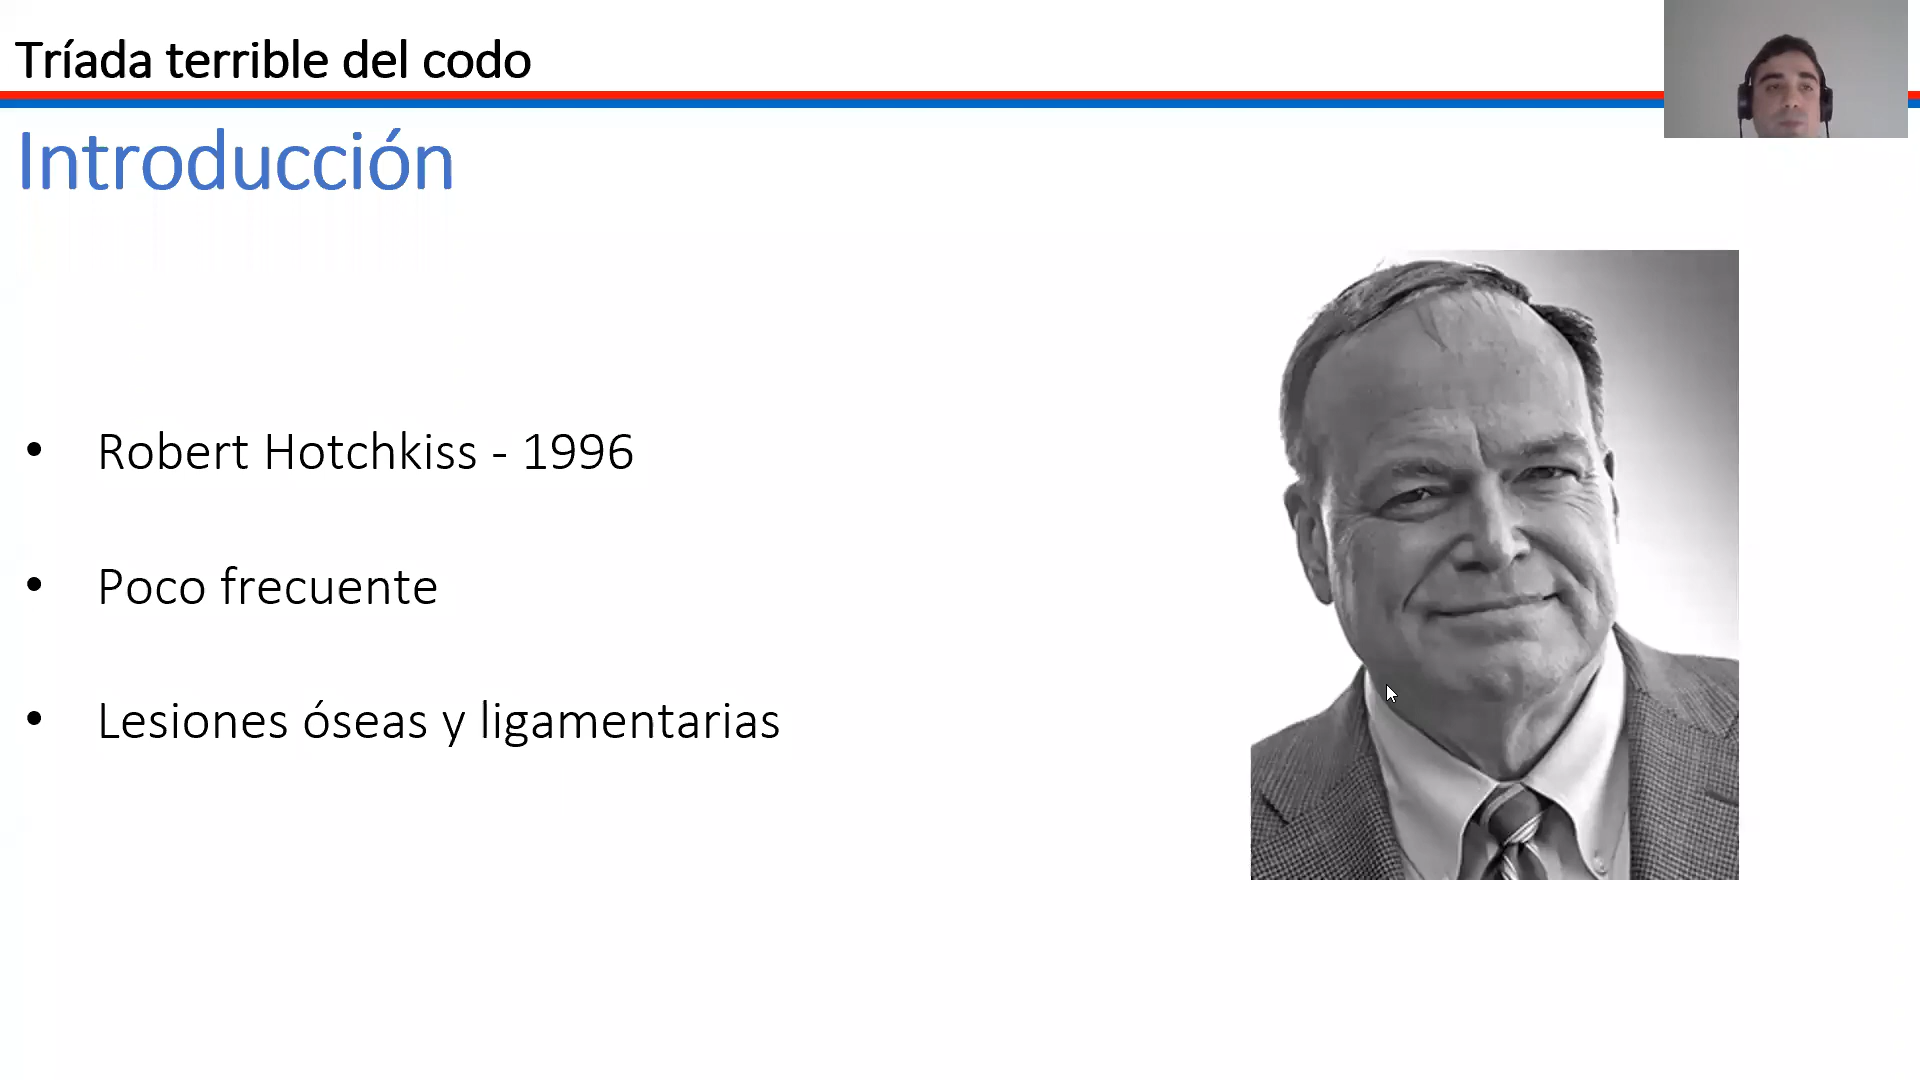 Tríada terrible del codo
Introducción
• Robert Hotchkiss - 1996
• Poco frecuente
• Lesiones óseas y ligamentarias